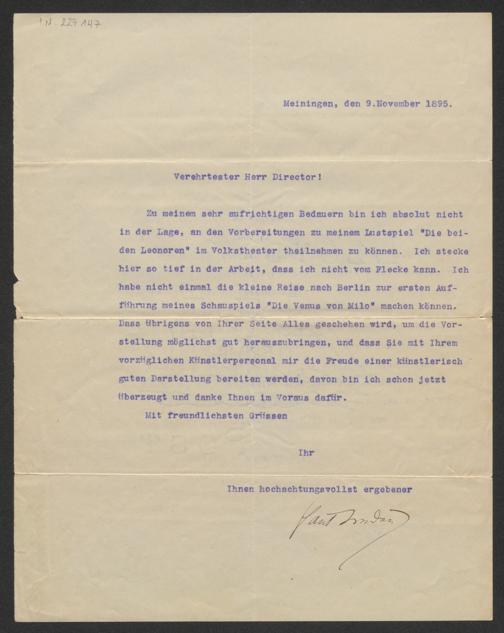 IN 227 147
Meiningen, den 9.November 1895.
Verehrtester Herr Director!
Zu meinem sehr aufrichtigen Bedauern bin ich absolut nicht
in der Lage, an den Vorbereitungen zu meinem Lustspiel "Die bei-
den Leonoren" im Volkstheater theilnehmen zu können. Ich stecke
hier so tief in der Arbeit, dass ich nicht vom Flecke kann. Ich
habe nicht einmal die kleine Reise nach Berlin zur ersten Auf-
führung meines Schauspiels "Die Venus von Milo" machen können.
Dass übrigens von Ihrer Seite Alles geschehen wird, um die Vor-
stellung möglichst gut herauszubringen, und dass Sie mit Ihrem
vorzüglichen Künstlerpersonal mir die Freude einer künstlerisch
guten Darstellung bereiten werden, davon bin ich schon jetzt
überzeugt und danke Ihnen im Voraus dafür.
Mit freundlichsten Grüssen
Ihr
Ihnen hochachtungsvollst ergebener
Paul Lindau